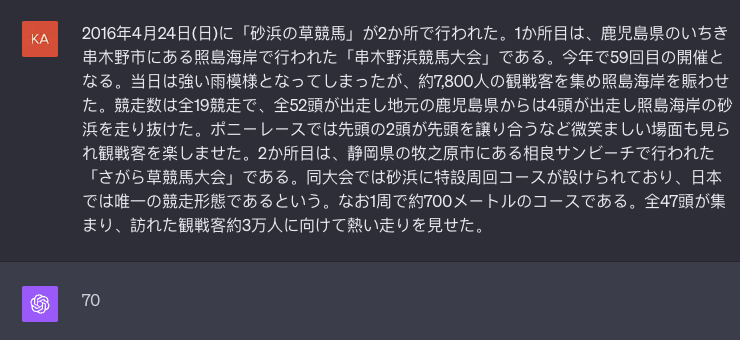 KA
2016年4月24日(日)に「砂浜の草競馬」が2か所で行われた。1か所目は、鹿児島県のいちき
串木野市にある照島海岸で行われた「串木野浜競馬大会」である。今年で59回目の開催と
なる。当日は強い雨模様となってしまったが、約7,800人の観戦客を集め照島海岸を賑わせ
た。競走数は全19競走で、全52頭が出走し地元の鹿児島県からは4頭が出走し照島海岸の砂
浜を走り抜けた。ポニーレースでは先頭の2頭が先頭を譲り合うなど微笑ましい場面も見ら
れ観戦客を楽しませた。2か所目は、静岡県の牧之原市にある相良サンビーチで行われた
「さがら草競馬大会」である。同大会では砂浜に特設周回コースが設けられており、日本
では唯一の競走形態であるという。なお1周で約700メートルのコースである。全47頭が集
まり、訪れた観戦客約3万人に向けて熱い走りを見せた。
70